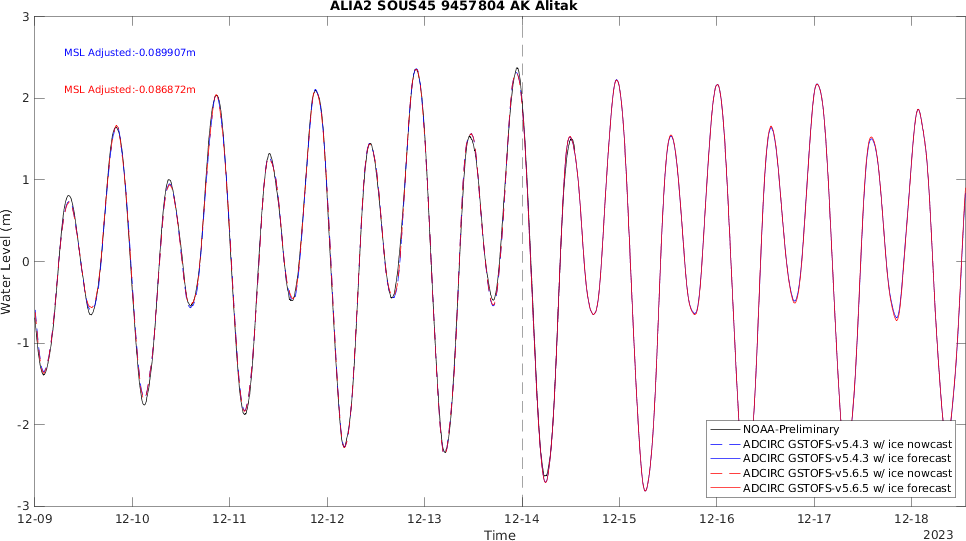 ALIA2 SOUS45 9457804 AK Alitak
MSL Adjusted:-0.089907m
MSL Adjusted:-0.086872m
Water Level (m)
3
2
1
0
-1
-2
-3
NOAA-Preliminary
ADCIRC GSTOFS-v5.4.3 w/ ice nowcast
ADCIRC GSTOFS-v5.4.3 w/ ice forecast
ADCIRC GSTOFS-v5.6.5 w/ ice nowcast
ADCIRC GSTOFS-v5.6.5 w/ ice forecast
12-09 12-10 12-11 12-12 12-13 12-14 12-15 12-16 12-17 12-18
Time
2023